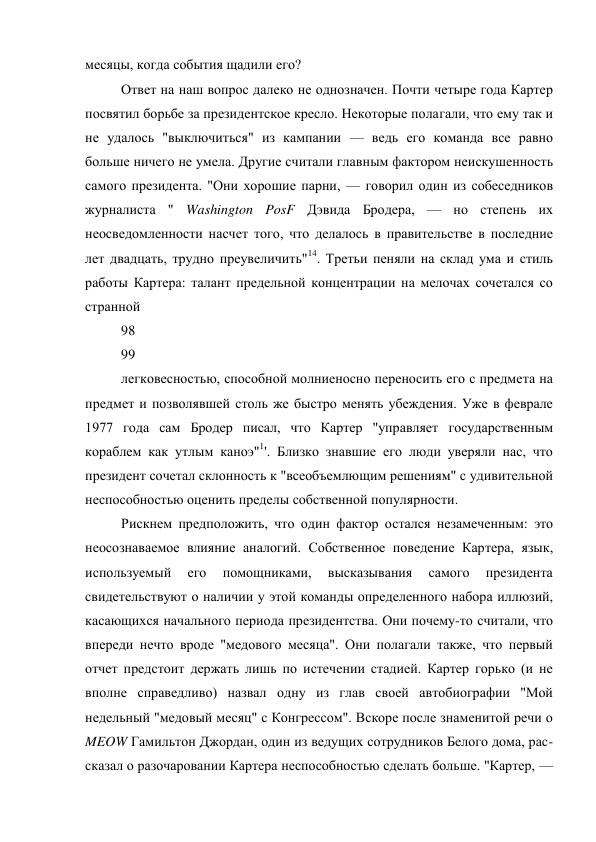 месяцы, когда события щадили его?
Ответ на наш вопрос далеко не однозначен. Почти четыре года Картер
посвятил борьбе за президентское кресло. Некоторые полагали, что ему так и
не удалось "выключиться" из кампании — ведь его команда все равно
больше ничего не умела. Другие считали главным фактором неискушенность
самого президента. "Они хорошие парни, — говорил один из собеседников
журналиста " Washington PosF Дэвида Бродера, — но степень их
неосведомленности насчет того, что делалось в правительстве в последние
лет двадцать, трудно преувеличить"14. Третьи пеняли на склад ума и стиль
работы Картера: талант предельной концентрации на мелочах сочетался со
странной
98
99
легковесностью, способной молниеносно переносить его с предмета на
предмет и позволявшей столь же быстро менять убеждения. Уже в феврале
1977 года сам Бродер писал, что Картер "управляет государственным
кораблем как утлым каноэ"1'. Близко знавшие его люди уверяли нас, что
президент сочетал склонность к "всеобъемлющим решениям" с удивительной
неспособностью оценить пределы собственной популярности.
Рискнем предположить, что один фактор остался незамеченным: это
неосознаваемое влияние аналогий. Собственное поведение Картера, язык,
используемый его помощниками, высказывания самого президента
свидетельствуют о наличии у этой команды определенного набора иллюзий,
касающихся начального периода президентства. Они почему-то считали, что
впереди нечто вроде "медового месяца". Они полагали также, что первый
отчет предстоит держать лишь по истечении стадией. Картер горько (и не
вполне справедливо) назвал одну из глав своей автобиографии "Мой
недельный "медовый месяц" с Конгрессом". Вскоре после знаменитой речи о
MEOW Гамильтон Джордан, один из ведущих сотрудников Белого дома, рас-
сказал о разочаровании Картера неспособностью сделать больше. "Картер, —